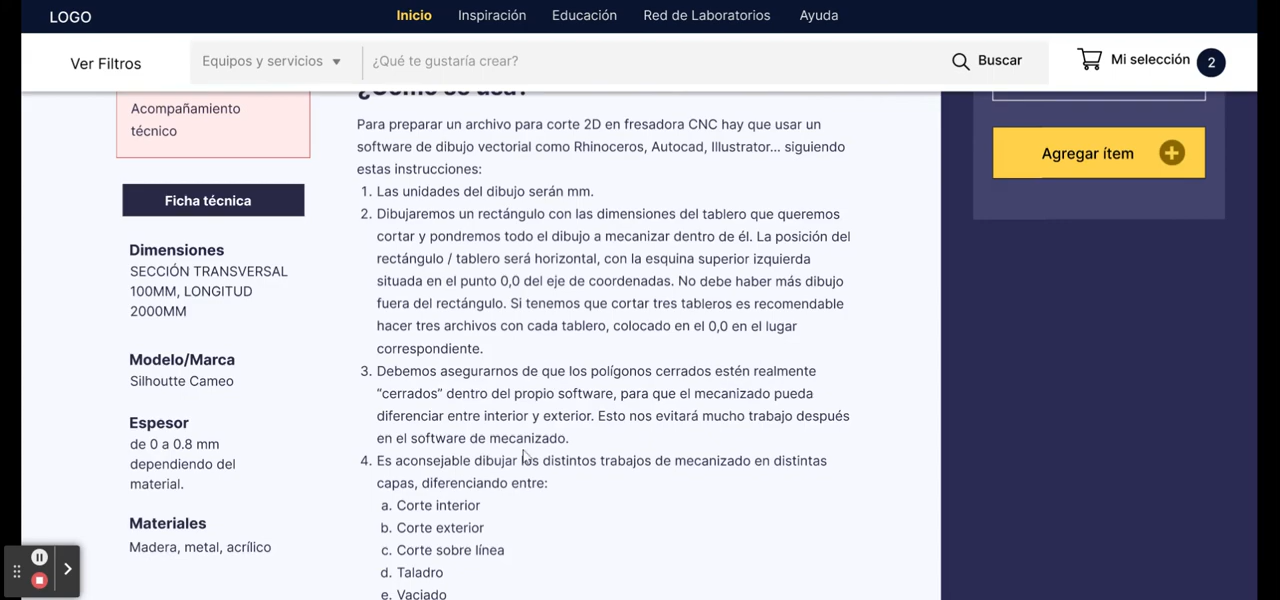 LOGO
Inicio
Inspiración
Educación
Red de Laboratorios
Ayuda
Ver Filtros
Equipos y servicios
¿Qué te gustaría crear?
Buscar
Mi selección
2
Acompañamiento
técnico
Ficha técnica
Dimensiones
SECCIÓN TRANSVERSAL
100MM, LONGITUD
2000MM
Modelo/Marca
Silhoutte Cameo
Espesor
de 0 a 0.8 mm
dependiendo del
material.
Materiales
Madera, metal, acrílico
¿Cómo se usa?
Para preparar un archivo para corte 2D en fresadora CNC hay que usar un
software de dibujo vectorial como Rhinoceros, Autocad, Illustrator... siguiendo
estas instrucciones:
1. Las unidades del dibujo serán mm.
2. Dibujaremos un rectángulo con las dimensiones del tablero que queremos
cortar y pondremos todo el dibujo a mecanizar dentro de él. La posición del
rectángulo / tablero será horizontal, con la esquina superior izquierda
situada en el punto 0,0 del eje de coordenadas. No debe haber más dibujo
fuera del rectángulo. Si tenemos que cortar tres tableros es recomendable
hacer tres archivos con cada tablero, colocado en el 0,0 en el lugar
correspondiente.
3. Debemos asegurarnos de que los polígonos cerrados estén realmente
“cerrados” dentro del propio software, para que el mecanizado pueda
diferenciar entre interior y exterior. Esto nos evitará mucho trabajo después
en el software de mecanizado.
4. Es aconsejable dibujar los distintos trabajos de mecanizado en distintas
capas, diferenciando entre:
a. Corte interior
b. Corte exterior
c. Corte sobre línea
d. Taladro
e. Vaciado
Agregar ítem